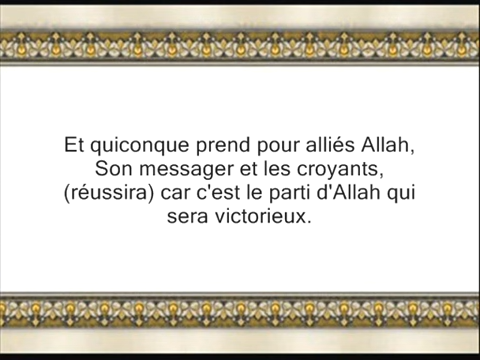 Et quiconque prend pour alliés Allah,
Son messager et les croyants,
(réussira) car c'est le parti d'Allah qui
sera victorieux.